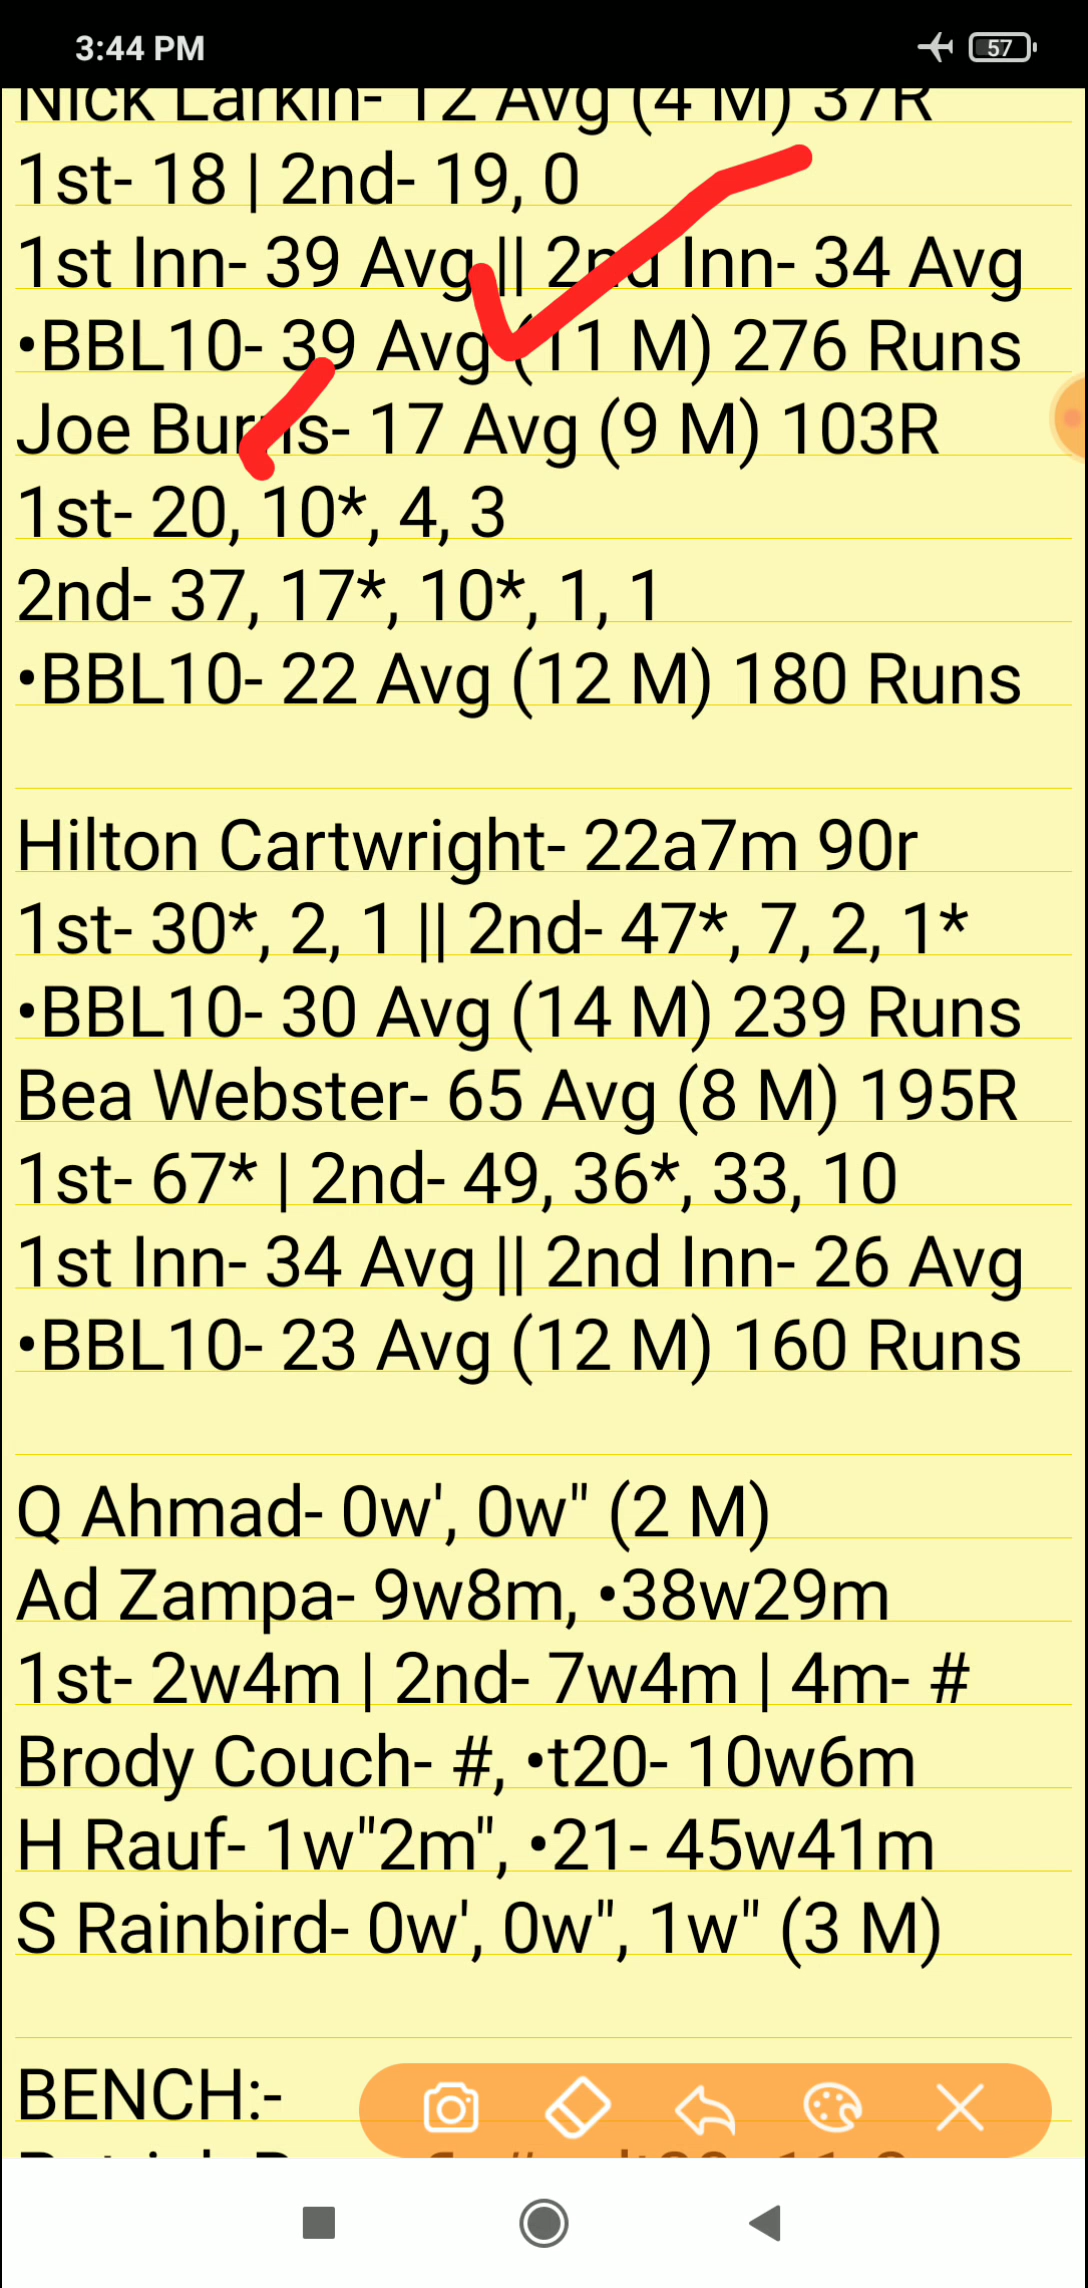 3:44 PM
57
Nick Larkin- 12 Avg (4 M) 37R
1st- 18 | 2nd- 19, 0
1st Inn- 39 Avg || 2nd Inn- 34 Avg
•BBL10- 39 Avg (11 M) 276 Runs
Joe Burns- 17 Avg (9 M) 103R
1st- 20, 10*, 4, 3
2nd- 37, 17*, 10*, 1, 1
•BBL10- 22 Avg (12 M) 180 Runs
Hilton Cartwright- 22a7m 90r
1st- 30*, 2, 1 || 2nd- 47*, 7, 2, 1*
•BBL10- 30 Avg (14 M) 239 Runs
Bea Webster- 65 Avg (8 M) 195R
1st- 67* | 2nd- 49, 36*, 33, 10
1st Inn- 34 Avg || 2nd Inn- 26 Avg
•BBL10- 23 Avg (12 M) 160 Runs
Q Ahmad- 0w', 0w" (2 M)
Ad Zampa- 9w8m, •38w29m
1st- 2w4m | 2nd- 7w4m | 4m- #
Brody Couch- #, •t20- 10w6m
H Rauf- 1w"2m", •21- 45w41m
S Rainbird- 0w', 0w", 1w" (3 M)
BENCH:-